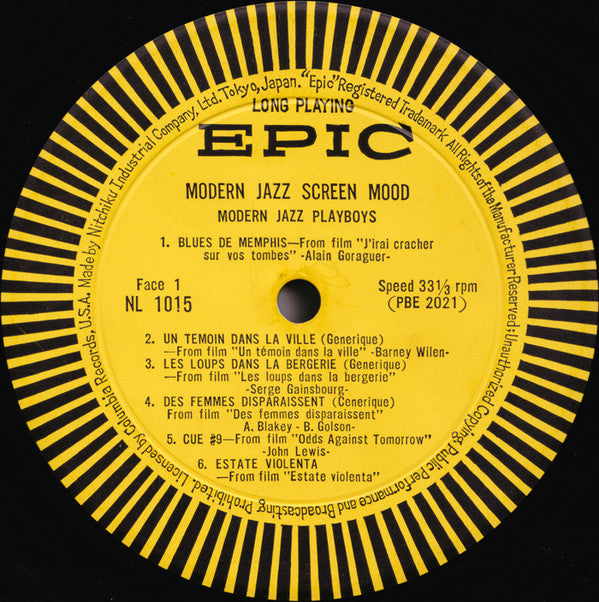 LONG PLAYING
EPIC
MODERN JAZZ SCREEN MOOD
MODERN JAZZ PLAYBOYS
1. BLUES DE MEMPHIS—From film "J'irai cracher
sur vos tombes" -Alain Goraguer-
Face 1
NL 1015
Speed 33⅓ rpm
(PBE 2021)
2. UN TEMOIN DANS LA VILLE (Generique)
—From film "Un témoin dans la ville" -Barney Wilen-
3. LES LOUPS DANS LA BERGERIE (Generique)
—From film "Les loups dans la bergerie"
-Serge Gainsbourg-
4. DES FEMMES DISPARAISSENT (Cenerique)
From film "Des femmes disparaissent"
A. Blakey - B. Golson-
5. CUE #9—From film "Odds Against Tomorrow"
-John Lewis-
6. ESTATE VIOLENTA
—From film "Estate violenta"
"Epic" Registered Trademark. All Rights of the Manufacturer Reserved: Unauthorized Copying; Public Performance and Broadcasting Prohibited. Licensed by Columbia Records, U.S.A. Made by Nitchiku Industrial Company, Ltd. Tokyo, Japan.